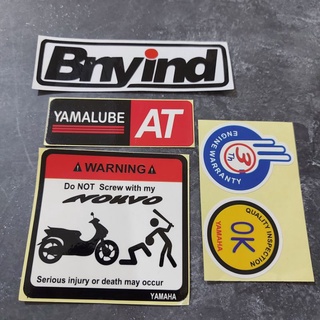 Bnyind
YAMALUBE AT
WARNING
Do NOT Screw with my
NOUVO
Serious injury or death may occur
YAMAHA
ENGINE WARRANTY
3
QUALITY INSPECTION
OK
YAMAHA